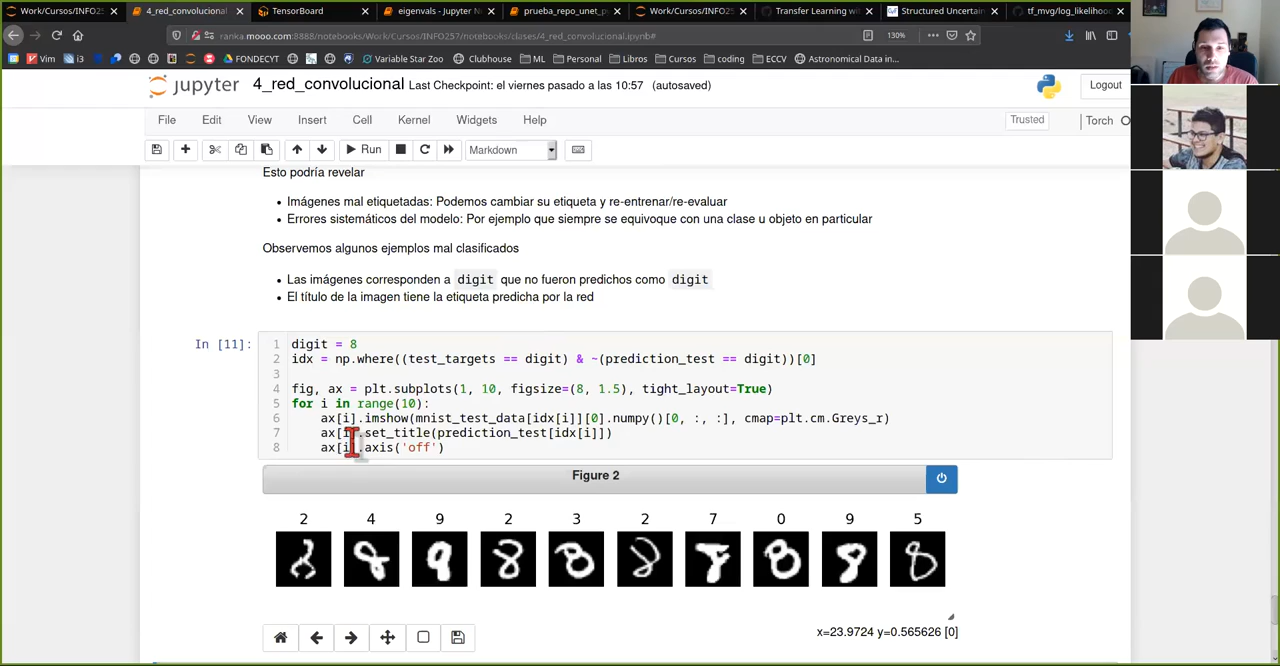 Work/Cursos/INFO257/
4_red_convolucional
TensorBoard
eigenvals - Jupyter N
prueba_repo_unet_p
Work/Cursos/INFO257/
Transfer Learning wi
Structured Uncertain
tf_mvg/log_likelihood
ranka.mooo.com:8888/notebooks/Work/Cursos/INFO257/notebooks/clases/4_red_convolucional.ipynb#
130%
Vim
i3
FONDECYT
Variable Star Zoo
Clubhouse
ML
Personal
Libros
Cursos
coding
ECCV
Astronomical Data in...
jupyter 4_red_convolucional Last Checkpoint: el viernes pasado a las 10:57 (autosaved)
Logout
File Edit View Insert Cell Kernel Widgets Help
Trusted
Torch
Run
Markdown
Esto podría revelar
• Imágenes mal etiquetadas: Podemos cambiar su etiqueta y re-entrenar/re-evaluar
• Errores sistemáticos del modelo: Por ejemplo que siempre se equivoque con una clase u objeto en particular
Observemos algunos ejemplos mal clasificados
• Las imágenes corresponden a digit que no fueron predichos como digit
• El título de la imagen tiene la etiqueta predicha por la red
In [11]:
1 digit = 8
2 idx = np.where((test_targets == digit) & ~(prediction_test == digit))[0]
3
4 fig, ax = plt.subplots(1, 10, figsize=(8, 1.5), tight_layout=True)
5 for i in range(10):
6 ax[i].imshow(mnist_test_data[idx[i]][0].numpy()[0, :, :], cmap=plt.cm.Greys_r)
7 ax[i].set_title(prediction_test[idx[i]])
8 ax[i].axis('off')
Figure 2
2 4 9 2 3 2 7 0 9 5
x=23.9724 y=0.565626 [0]